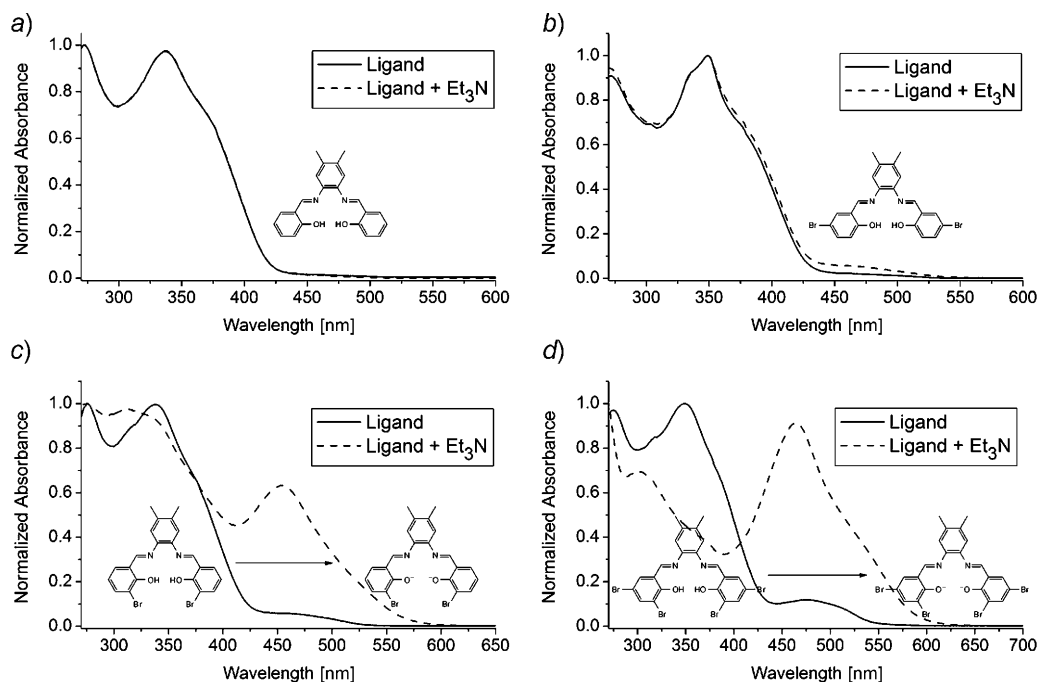 a)
Normalized Absorbance
1.0
0.8
0.6
0.4
0.2
0.0
Ligand
Ligand + Et₃N
N N
OH HO
300 350 400 450 500 550 600
Wavelength [nm]
b)
Normalized Absorbance
1.0
0.8
0.6
0.4
0.2
0.0
Ligand
Ligand + Et₃N
N N
Br OH HO Br
300 350 400 450 500 550 600
Wavelength [nm]
c)
Normalized Absorbance
1.0
0.8
0.6
0.4
0.2
0.0
Ligand
Ligand + Et₃N
N N
OH HO
Br Br
N N
O⁻ ⁻O
Br Br
300 350 400 450 500 550 600 650
Wavelength [nm]
d)
Normalized Absorbance
1.0
0.8
0.6
0.4
0.2
0.0
Ligand
Ligand + Et₃N
N N
Br OH HO Br
Br Br
N N
Br O⁻ ⁻O Br
Br Br
300 350 400 450 500 550 600 650 700
Wavelength [nm]